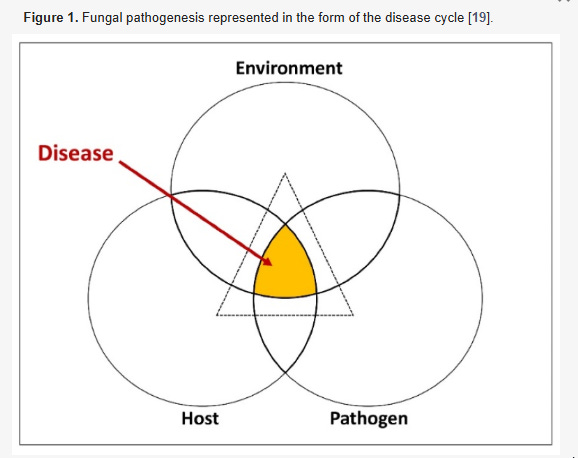 Figure 1. Fungal pathogenesis represented in the form of the disease cycle [19].
Environment
Disease
Host
Pathogen